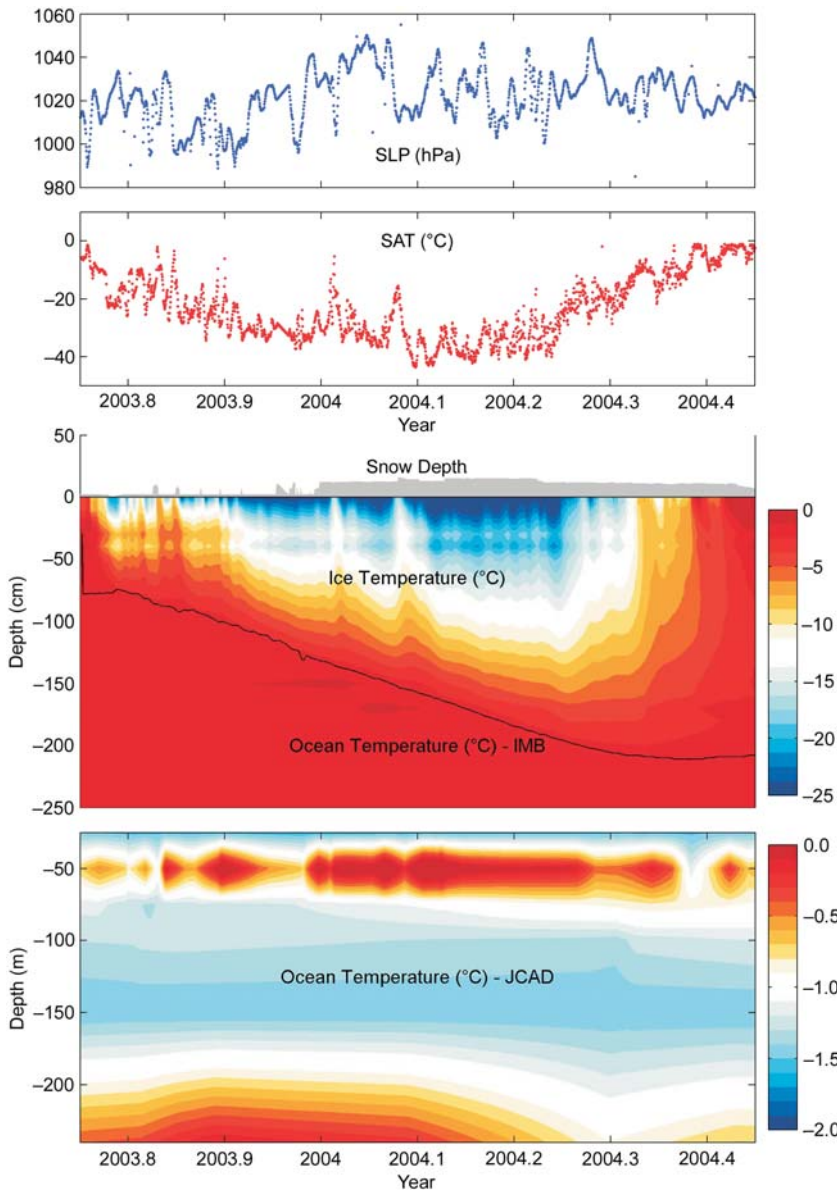 1060
1040
1020
1000
980
SLP (hPa)
0
−20
−40
SAT (°C)
2003.8 2003.9 2004 2004.1 2004.2 2004.3 2004.4
Year
50
0
−50
−100
−150
−200
−250
Depth (cm)
Snow Depth
Ice Temperature (°C)
Ocean Temperature (°C) - IMB
0
−5
−10
−15
−20
−25
−50
−100
−150
−200
Depth (m)
Ocean Temperature (°C) - JCAD
0.0
−0.5
−1.0
−1.5
−2.0
2003.8 2003.9 2004 2004.1 2004.2 2004.3 2004.4
Year